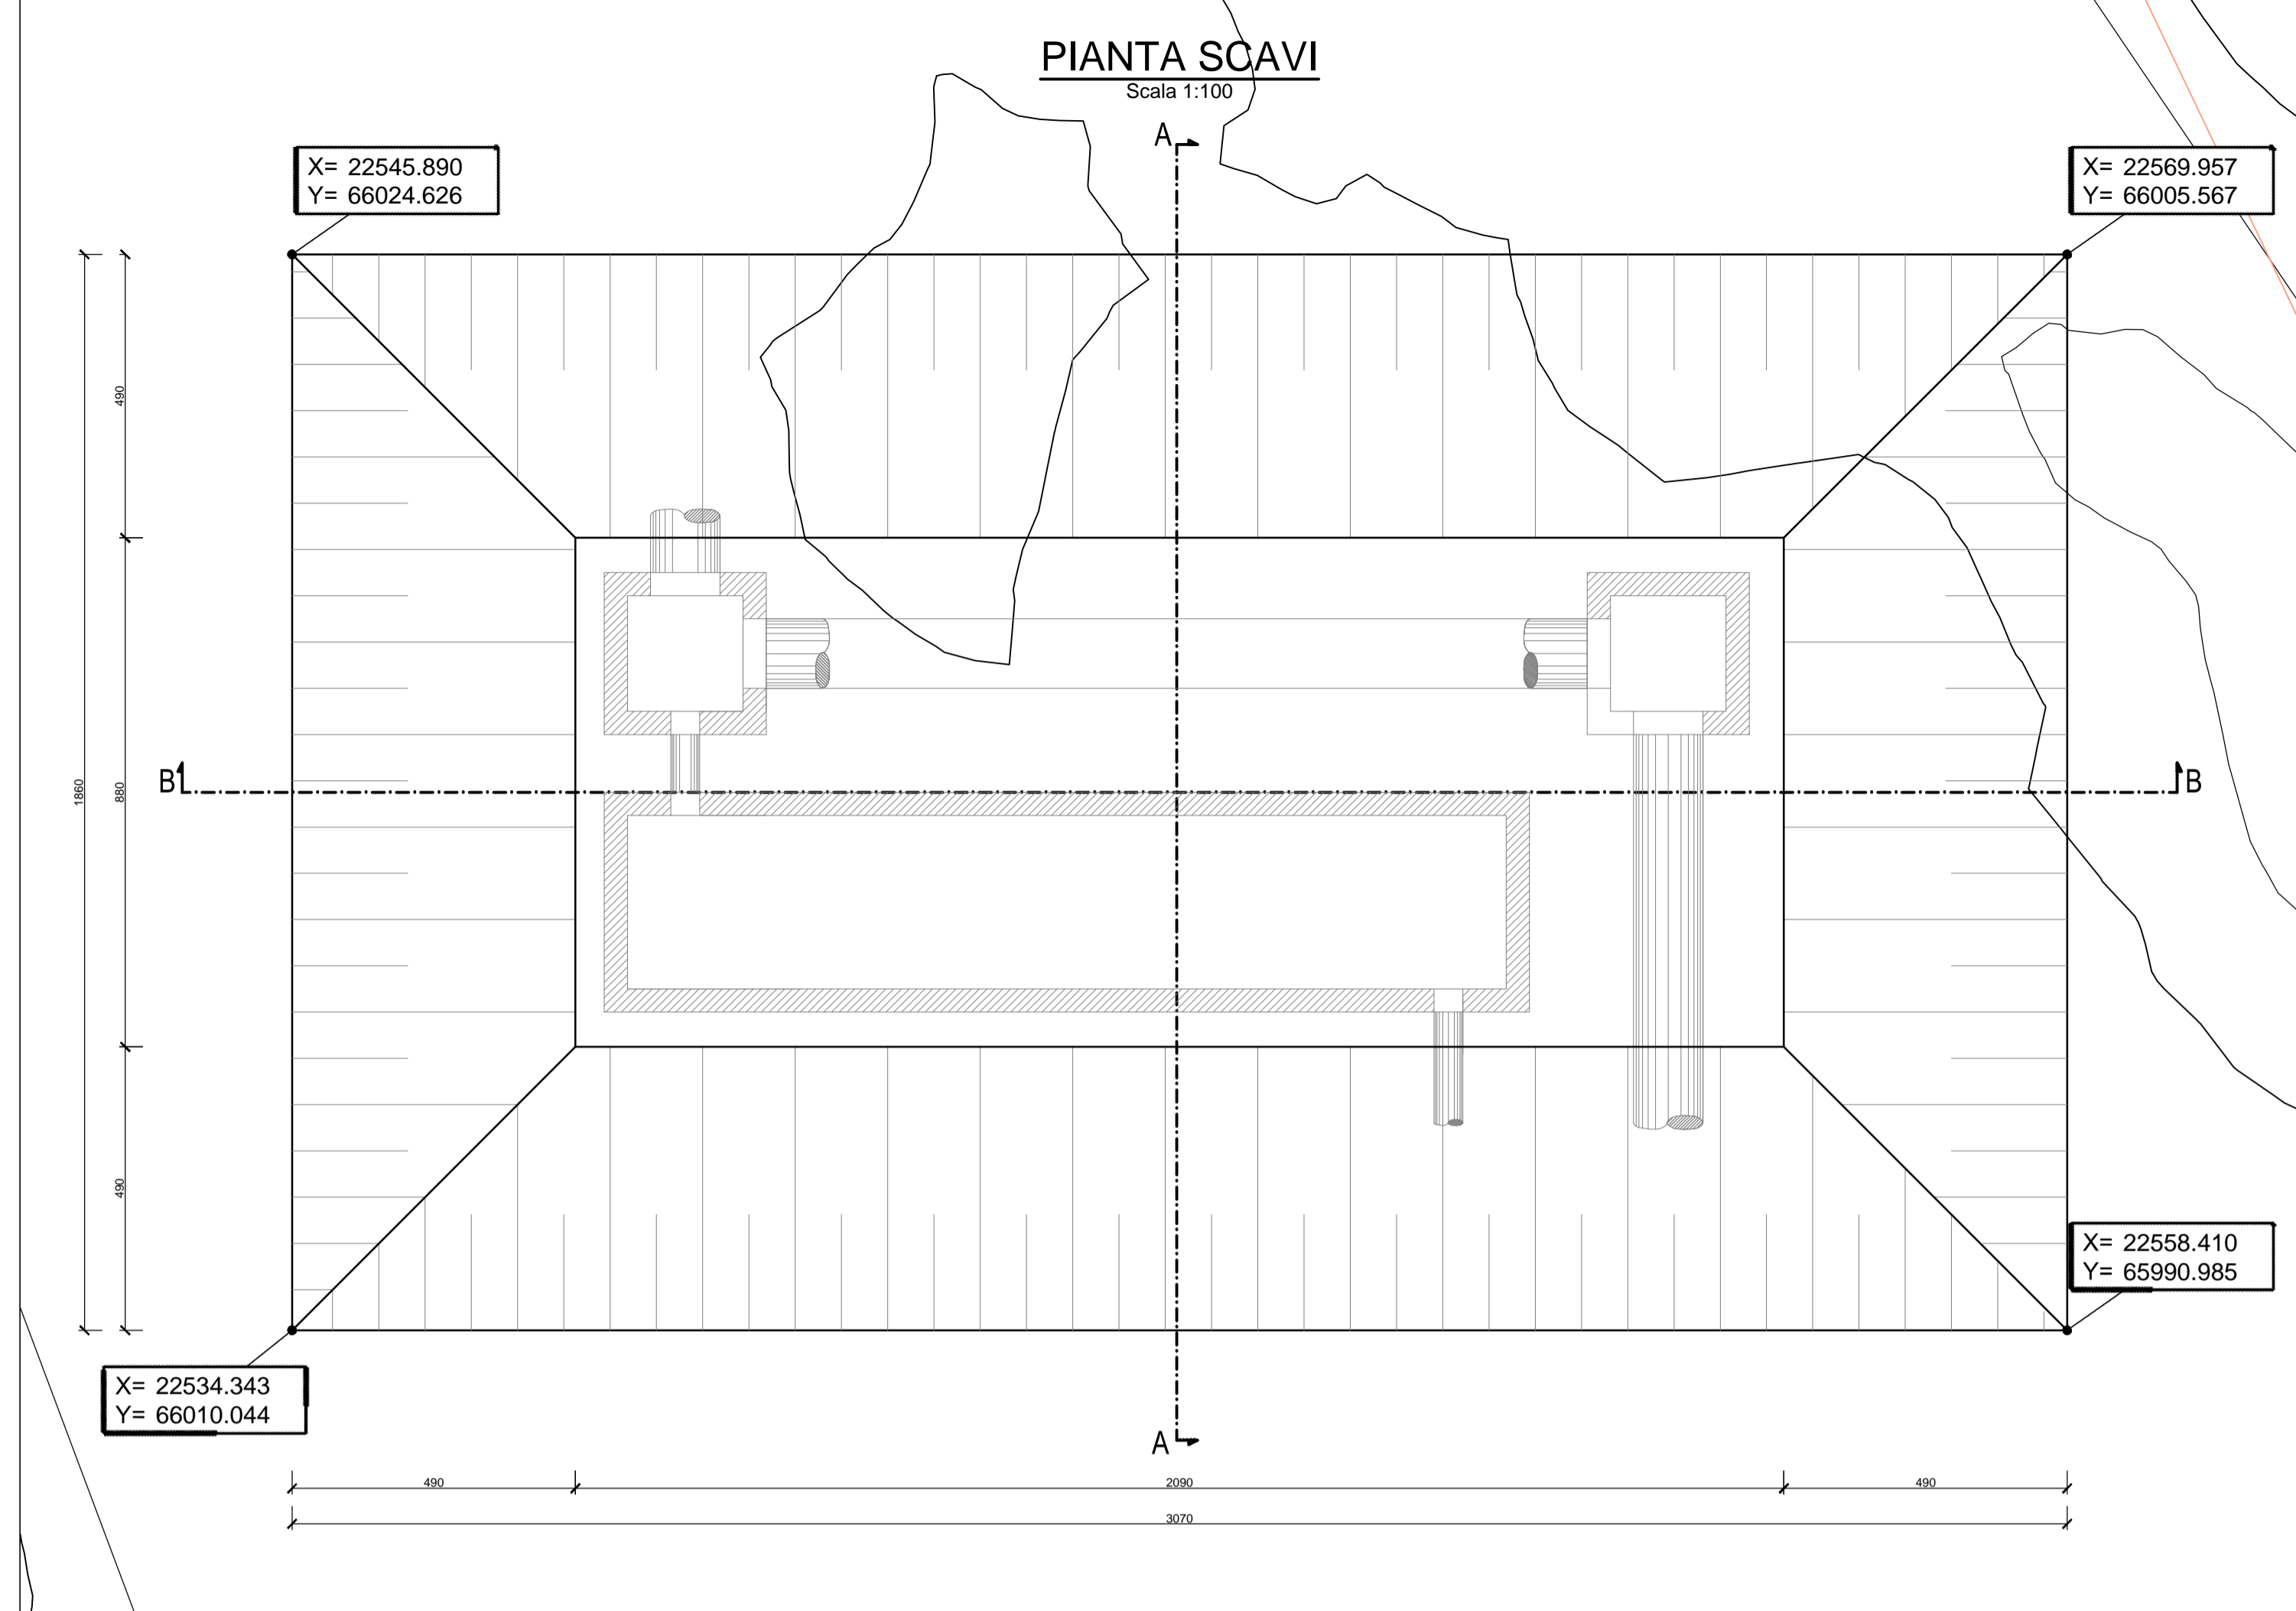 PIANTA SCAVI
Scala 1:100
A
X= 22545.890
Y= 66024.626
X= 22569.957
Y= 66005.567
490
1860
880
B
B
490
X= 22558.410
Y= 65990.985
X= 22534.343
Y= 66010.044
A
490
2090
490
3070